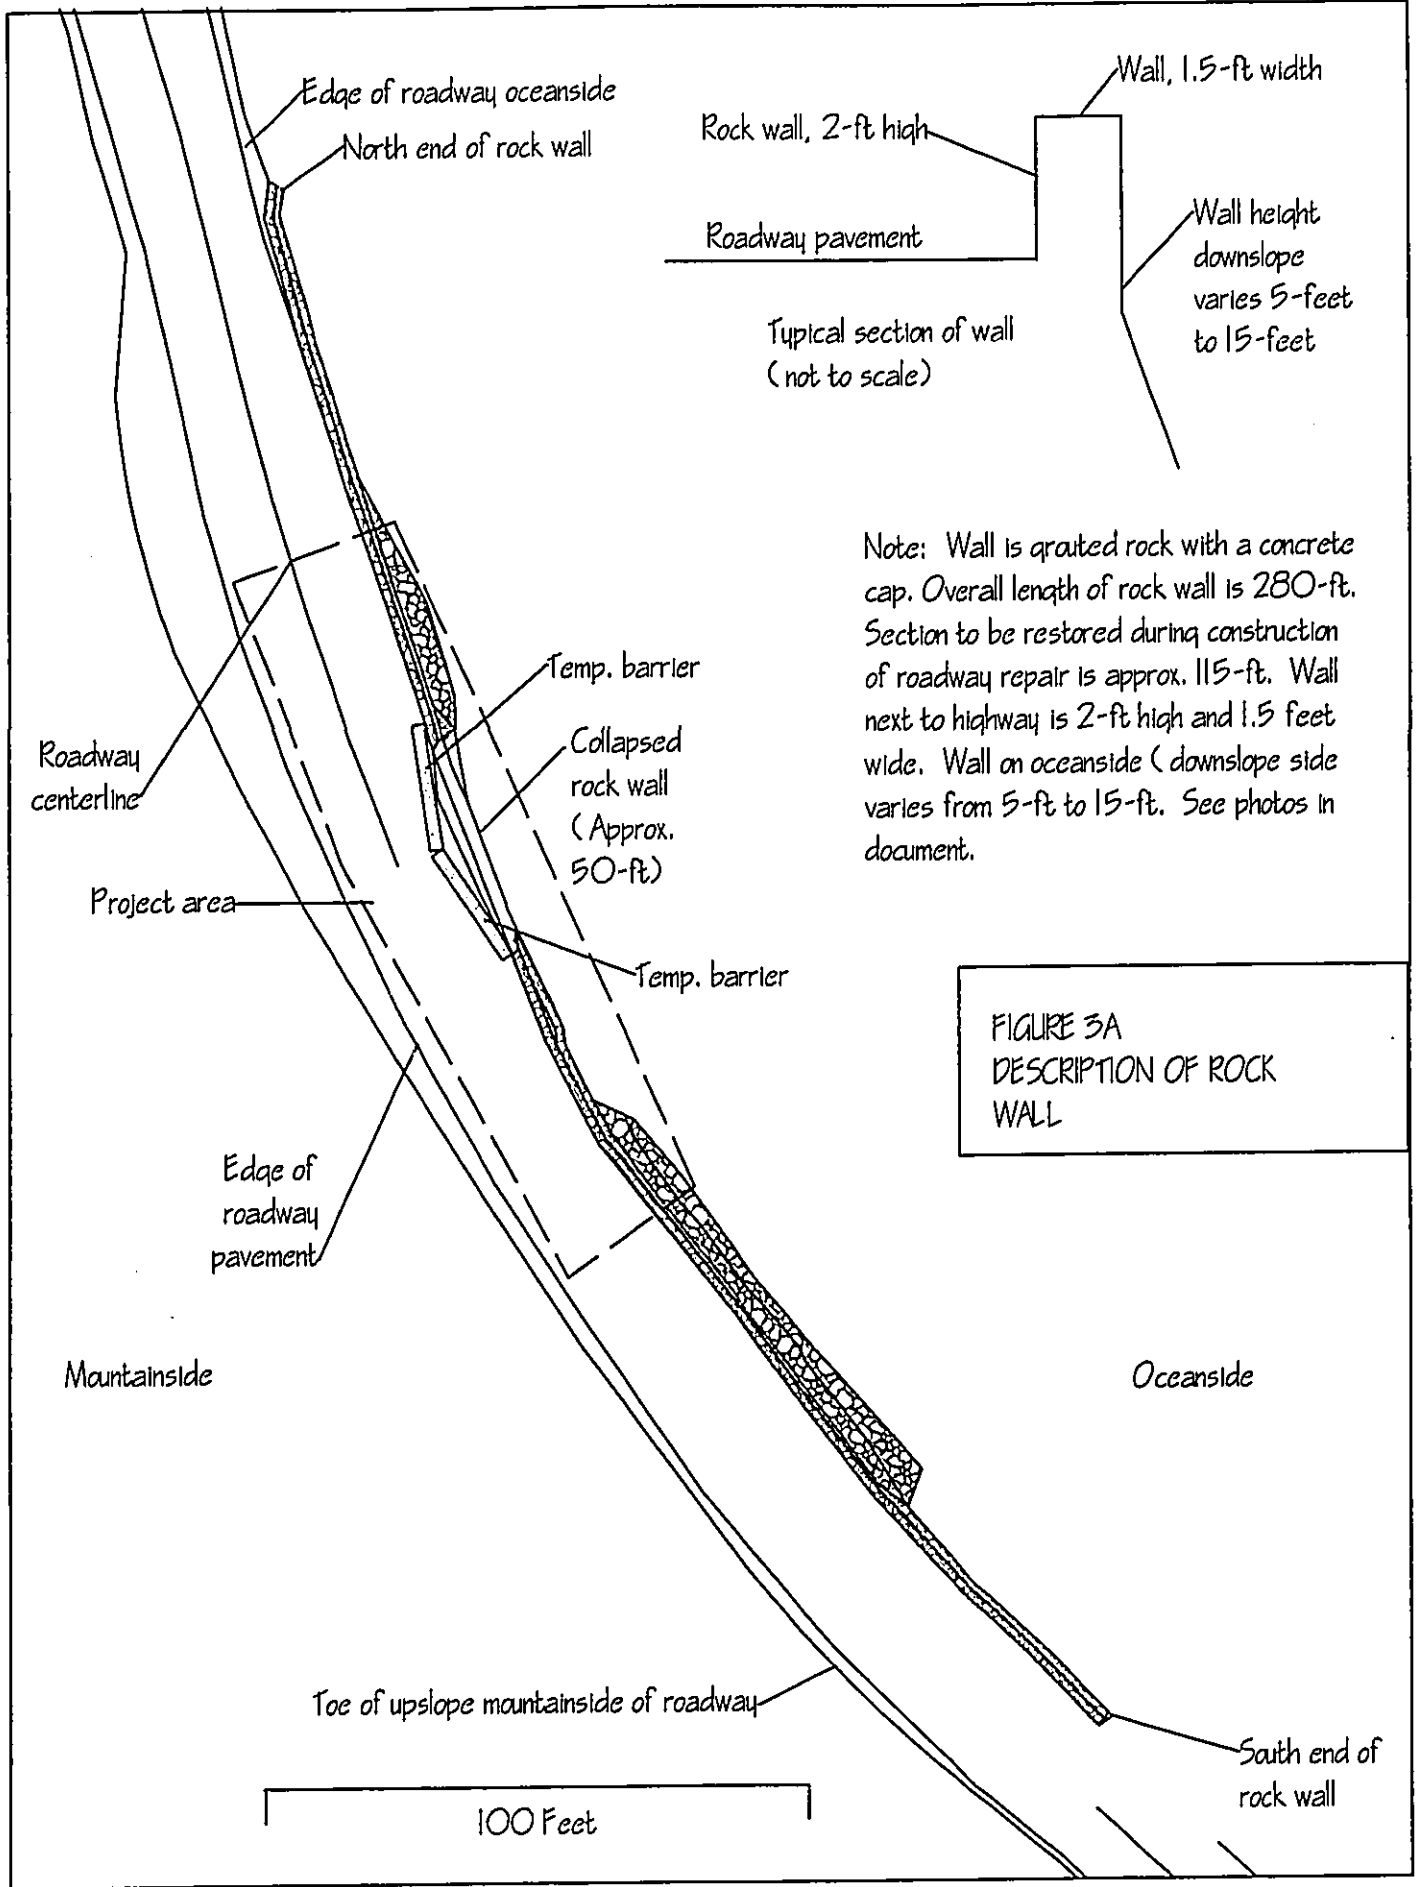 Edge of roadway oceanside
North end of rock wall
Wall, 1.5-ft width
Rock wall, 2-ft high
Roadway pavement
Wall height
downslope
varies 5-feet
to 15-feet
Typical section of wall
(not to scale)
Note: Wall is grouted rock with a concrete
cap. Overall length of rock wall is 280-ft.
Section to be restored during construction
of roadway repair is approx. 115-ft. Wall
next to highway is 2-ft high and 1.5 feet
wide. Wall on oceanside (downslope side
varies from 5-ft to 15-ft. See photos in
document.
Temp. barrier
Collapsed
rock wall
(Approx.
50-ft)
Roadway
centerline
Project area
Temp. barrier
FIGURE 3A
DESCRIPTION OF ROCK
WALL
Edge of
roadway
pavement
Mountainside
Oceanside
Toe of upslope mountainside of roadway
South end of
rock wall
100 Feet